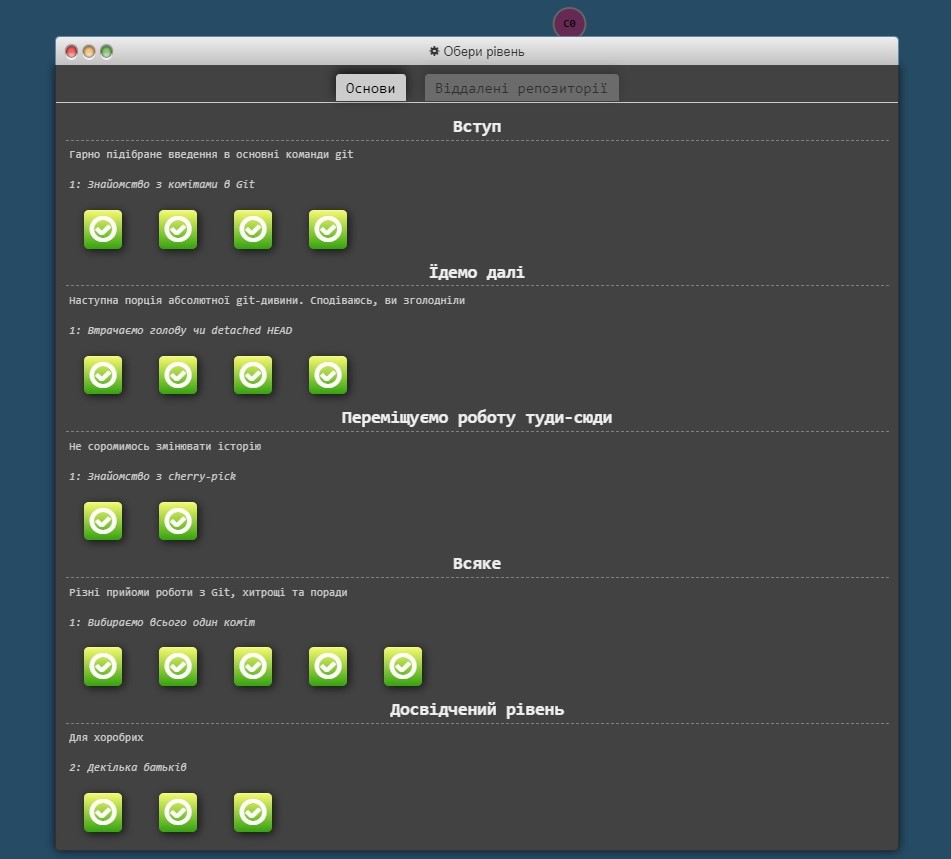 C0
Обери рівень
Основи
Віддалені репозиторії
Вступ
Гарно підібране введення в основні команди git
1: Знайомство з комітами в Git
Їдемо далі
Наступна порція абсолютної git-дивини. Сподіваюсь, ви зголодніли
1: Втрачаємо голову чи detached HEAD
Переміщуємо роботу туди-сюди
Не соромимось змінювати історію
1: Знайомство з cherry-pick
Всяке
Різні прийоми роботи з Git, хитрощі та поради
1: Вибираємо всього один коміт
Досвідчений рівень
Для хоробрих
2: Декілька батьків